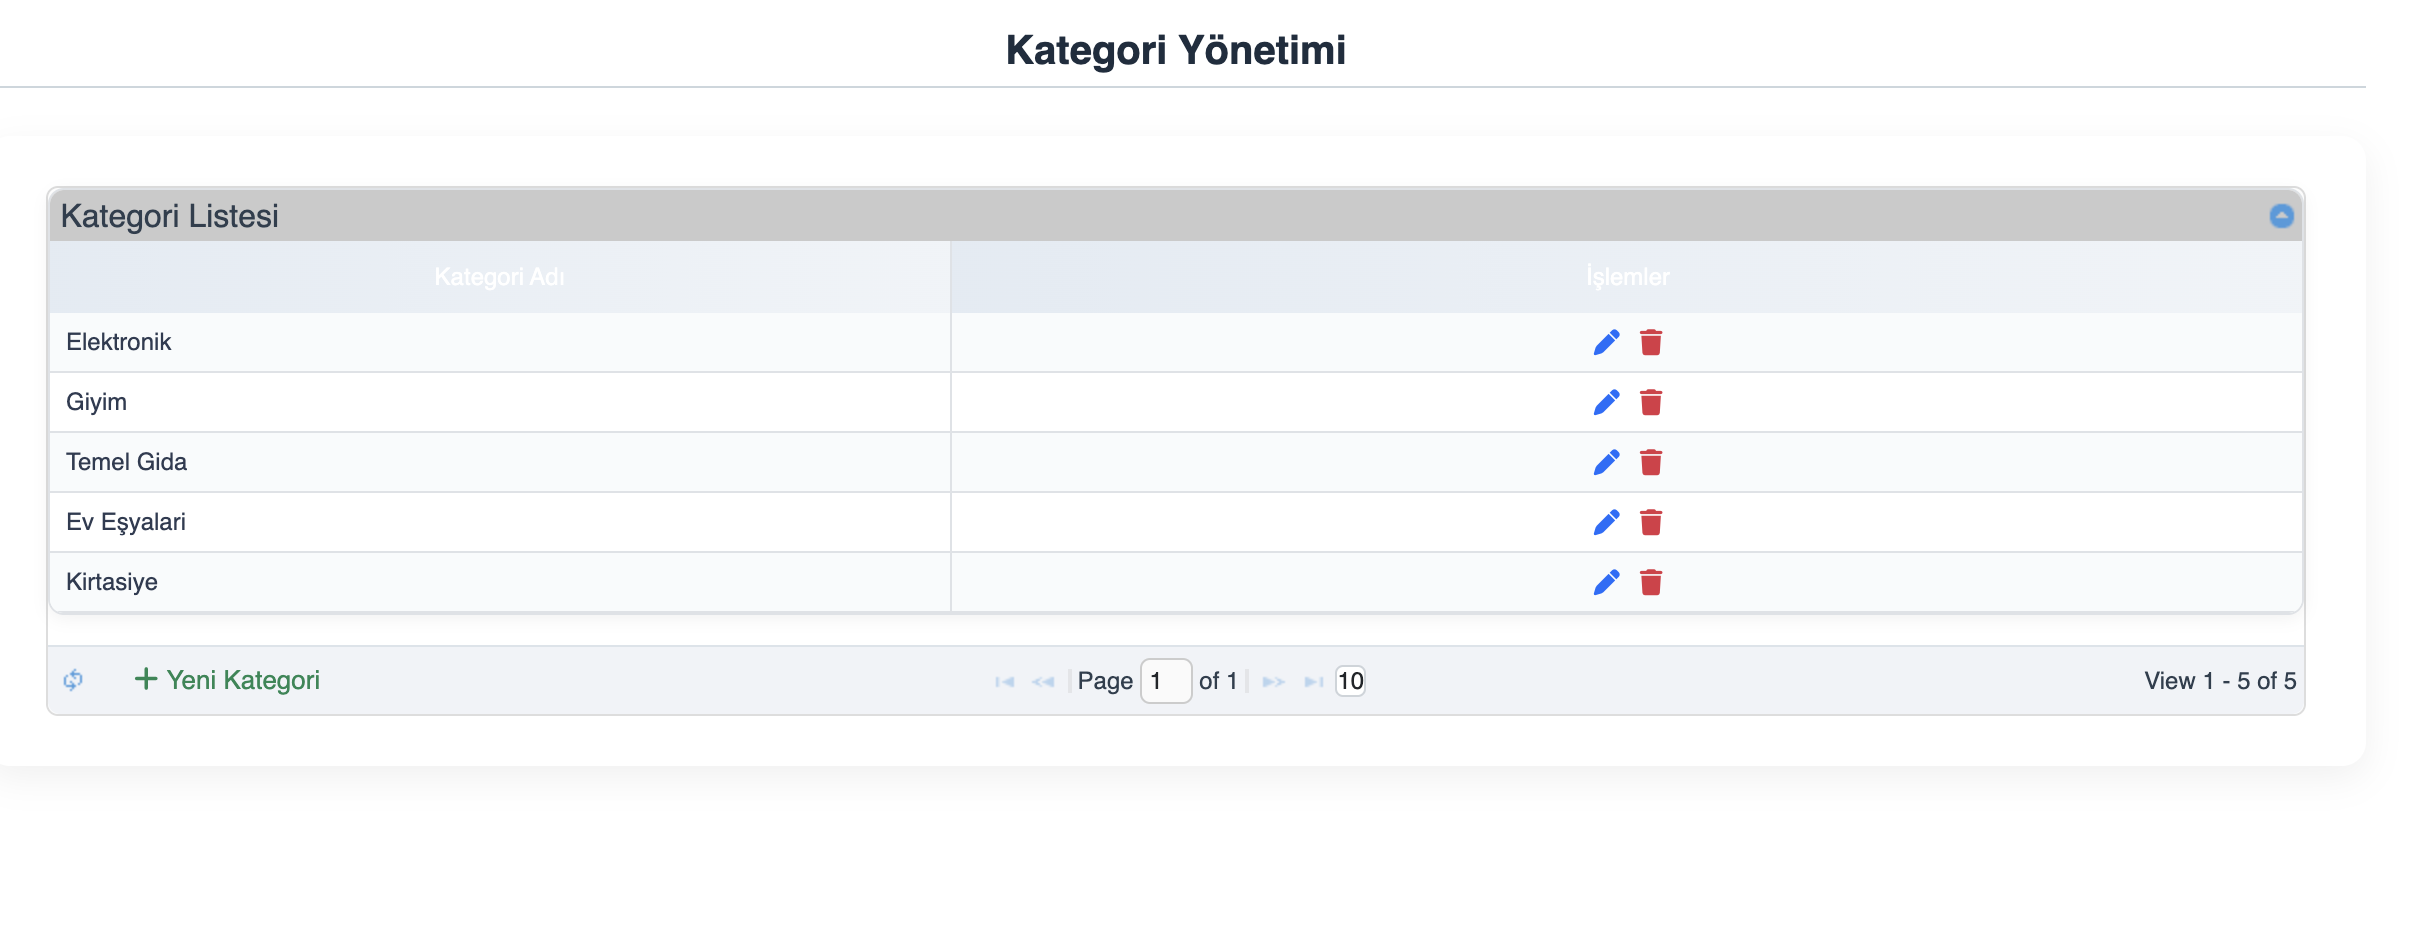 Kategori Yönetimi
Kategori Listesi
Kategori Adı İşlemler
Elektronik
Giyim
Temel Gida
Ev Eşyalari
Kirtasiye
+ Yeni Kategori Page 1 of 1 10 View 1 - 5 of 5